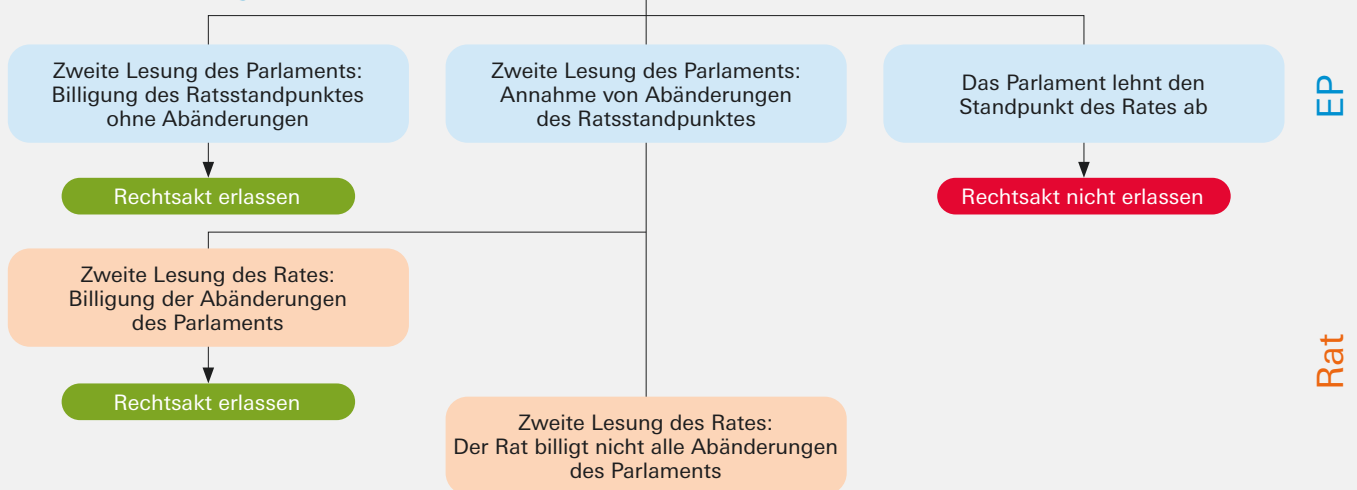 Zweite Lesung des Parlaments:
Billigung des Ratsstandpunktes
ohne Abänderungen
Zweite Lesung des Parlaments:
Annahme von Abänderungen
des Ratsstandpunktes
Das Parlament lehnt den
Standpunkt des Rates ab
EP
Rechtsakt erlassen
Rechtsakt nicht erlassen
Zweite Lesung des Rates:
Billigung der Abänderungen
des Parlaments
Rat
Rechtsakt erlassen
Zweite Lesung des Rates:
Der Rat billigt nicht alle Abänderungen
des Parlaments